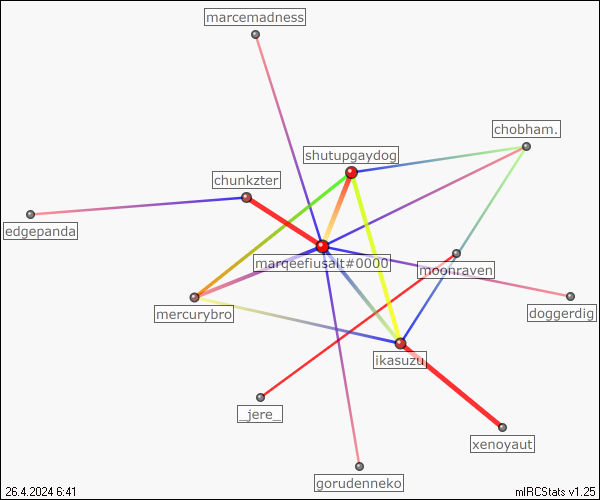 marcemadness
chobham.
shutupgaydog
chunkzter
edgepanda
marqeefiusalt#0000
moonraven
mercurybro
doggerdig
ikasuzu
_jere_
xenoyaut
gorudenneko
26.4.2024 6:41
mIRCStats v1.25